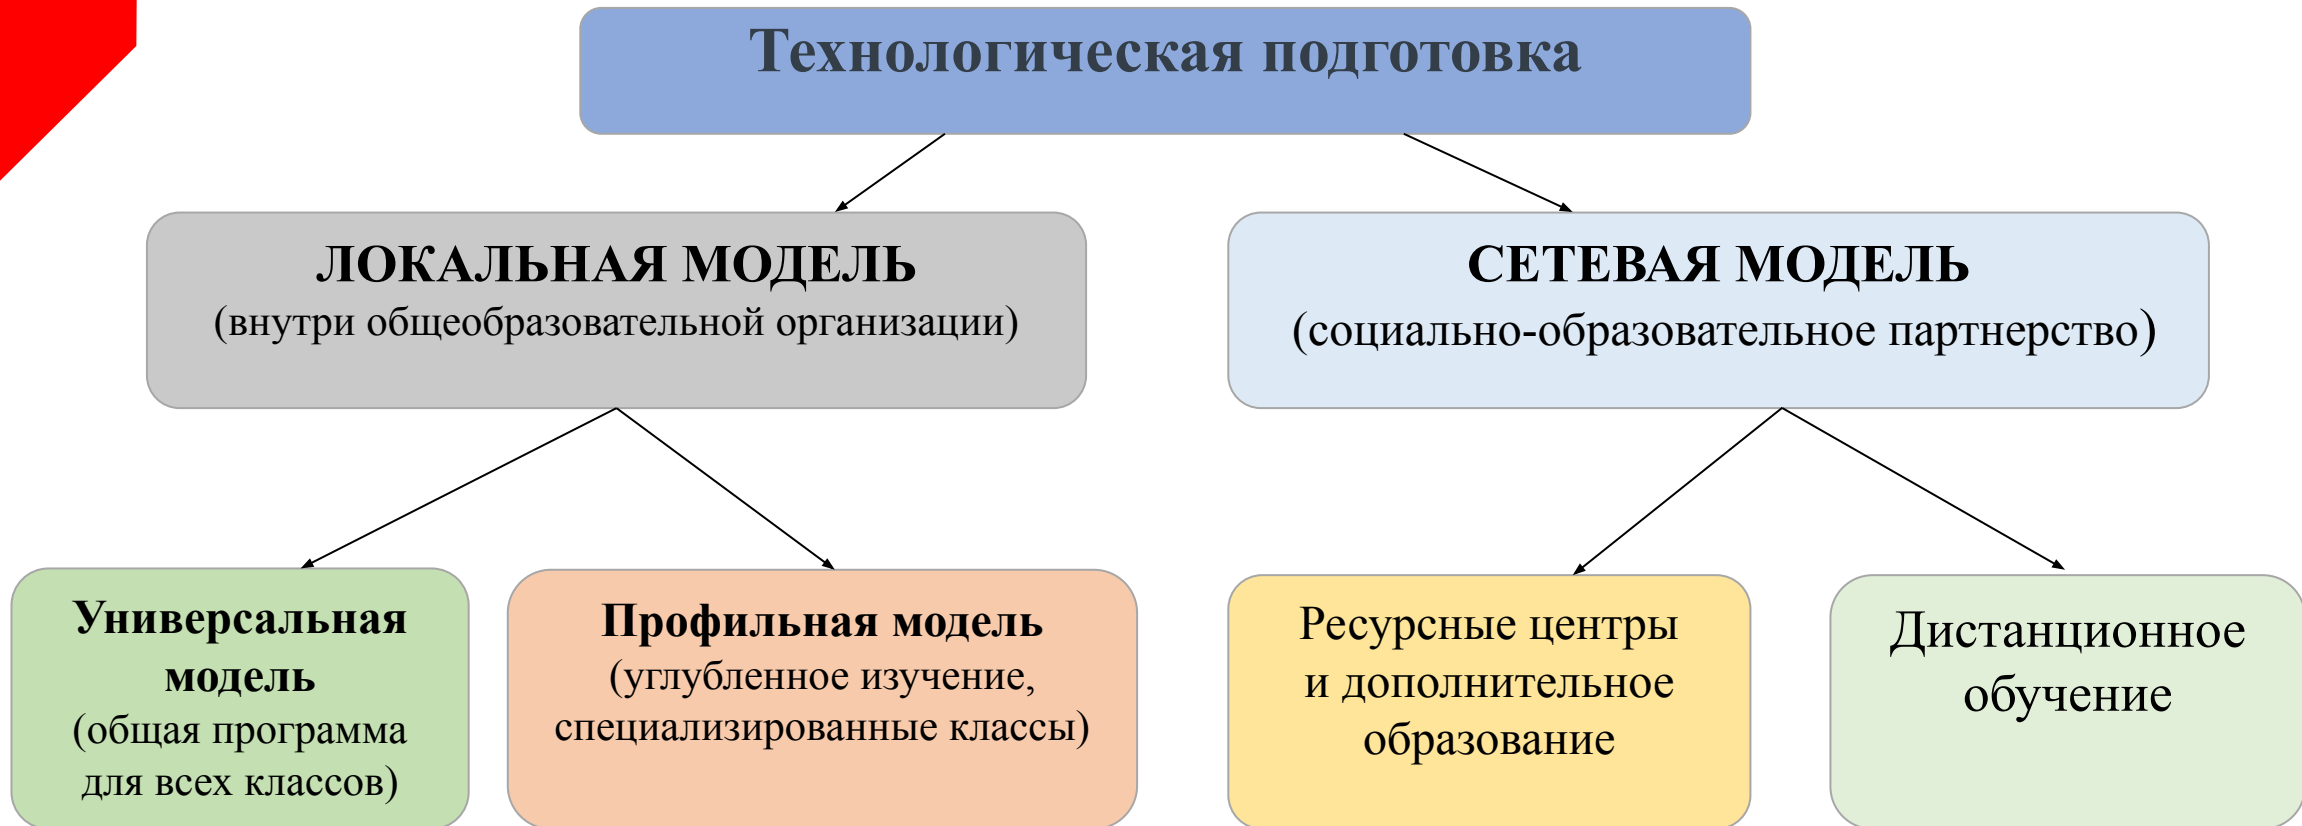 Технологическая подготовка
ЛОКАЛЬНАЯ МОДЕЛЬ
(внутри общеобразовательной организации)
СЕТЕВАЯ МОДЕЛЬ
(социально-образовательное партнерство)
Универсальная
модель
(общая программа
для всех классов)
Профильная модель
(углубленное изучение,
специализированные классы)
Ресурсные центры
и дополнительное
образование
Дистанционное
обучение